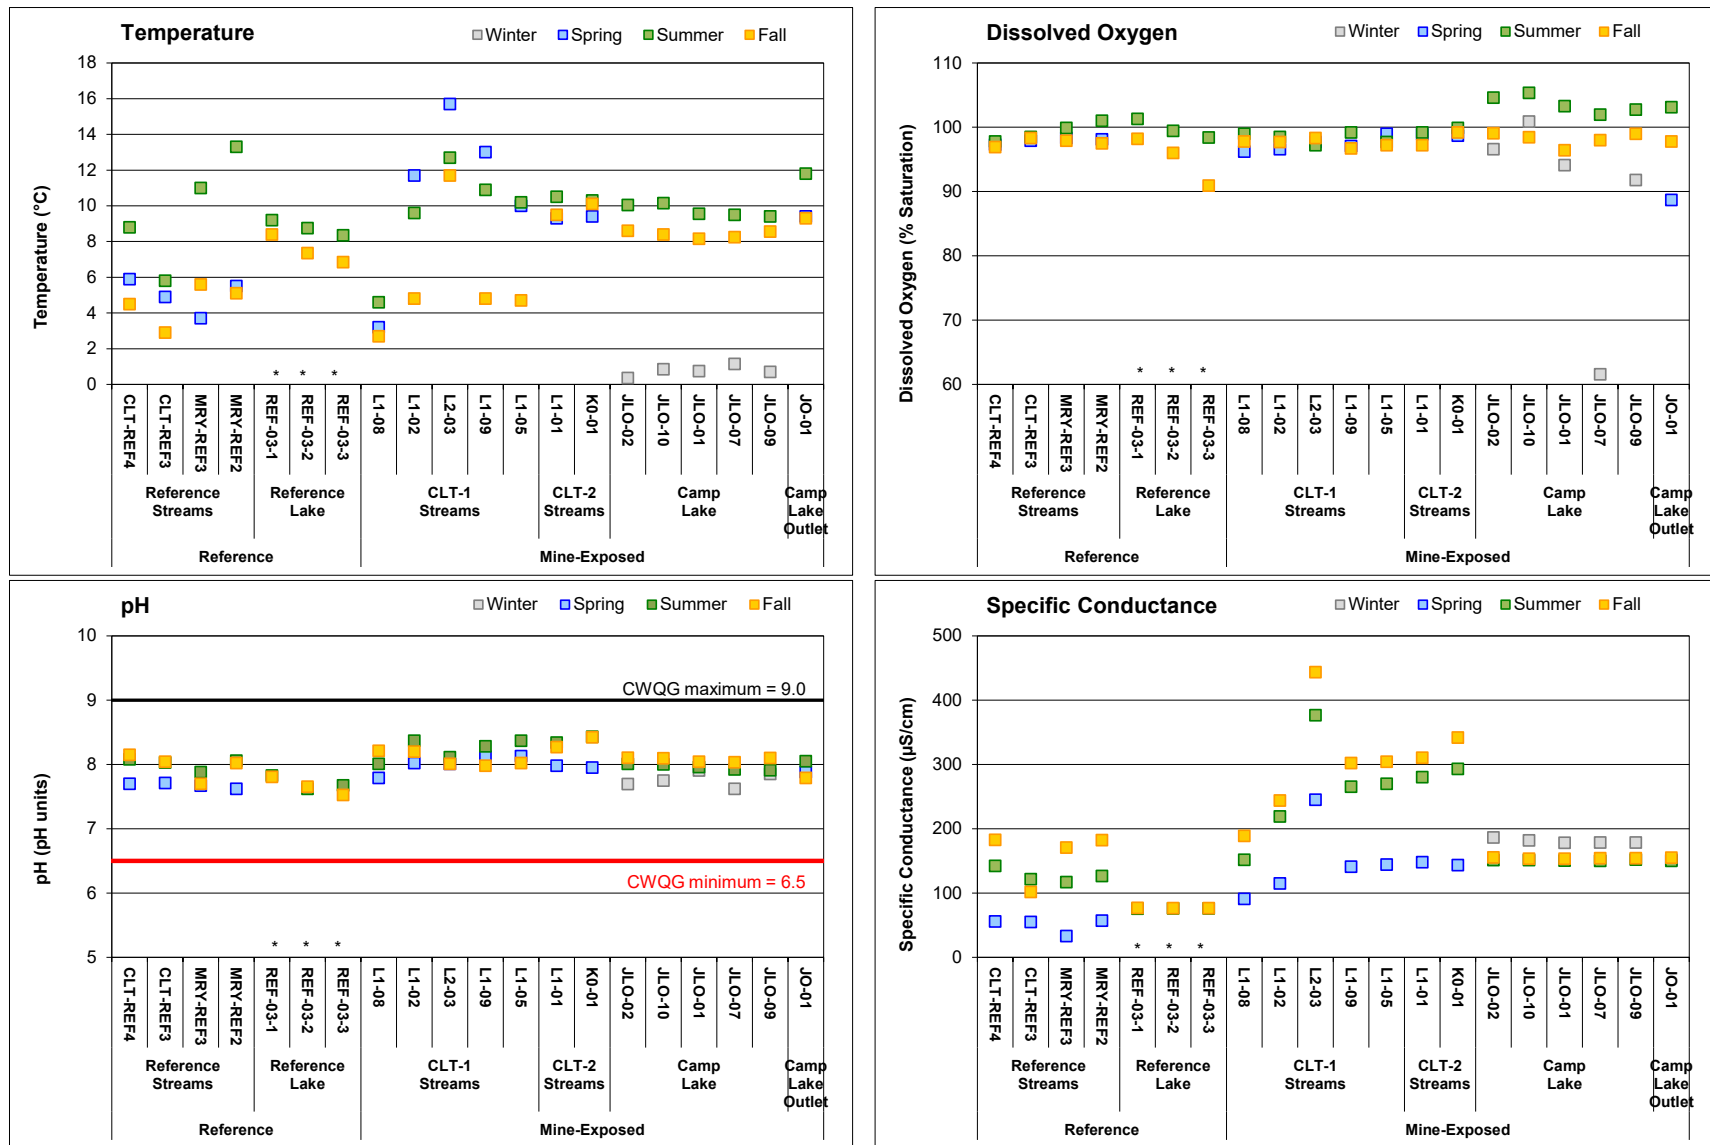 Temperature
Winter Spring Summer Fall
18
16
14
12
10
8
6
4
2
0
Temperature (°C)
* * *
CLT-REF4 CLT-REF3 MRY-REF3 MRY-REF2 REF-03-1 REF-03-2 REF-03-3 L1-08 L1-02 L2-03 L1-09 L1-05 L1-01 K0-01 JLO-02 JLO-10 JLO-01 JLO-07 JLO-09 JO-01
Reference Reference CLT-1 CLT-2 Camp Camp
Streams Lake Streams Streams Lake Lake
Outlet
Reference Mine-Exposed
Dissolved Oxygen
Winter Spring Summer Fall
110
100
90
80
70
60
Dissolved Oxygen (% Saturation)
* * *
CLT-REF4 CLT-REF3 MRY-REF3 MRY-REF2 REF-03-1 REF-03-2 REF-03-3 L1-08 L1-02 L2-03 L1-09 L1-05 L1-01 K0-01 JLO-02 JLO-10 JLO-01 JLO-07 JLO-09 JO-01
Reference Reference CLT-1 CLT-2 Camp Camp
Streams Lake Streams Streams Lake Lake
Outlet
Reference Mine-Exposed
pH
Winter Spring Summer Fall
10
9
8
7
6
5
pH (pH units)
CWQG maximum = 9.0
CWQG minimum = 6.5
* * *
CLT-REF4 CLT-REF3 MRY-REF3 MRY-REF2 REF-03-1 REF-03-2 REF-03-3 L1-08 L1-02 L2-03 L1-09 L1-05 L1-01 K0-01 JLO-02 JLO-10 JLO-01 JLO-07 JLO-09 JO-01
Reference Reference CLT-1 CLT-2 Camp Camp
Streams Lake Streams Streams Lake Lake
Outlet
Reference Mine-Exposed
Specific Conductance
Winter Spring Summer Fall
500
400
300
200
100
0
Specific Conductance (µS/cm)
* * *
CLT-REF4 CLT-REF3 MRY-REF3 MRY-REF2 REF-03-1 REF-03-2 REF-03-3 L1-08 L1-02 L2-03 L1-09 L1-05 L1-01 K0-01 JLO-02 JLO-10 JLO-01 JLO-07 JLO-09 JO-01
Reference Reference CLT-1 CLT-2 Camp Camp
Streams Lake Streams Streams Lake Lake
Outlet
Reference Mine-Exposed